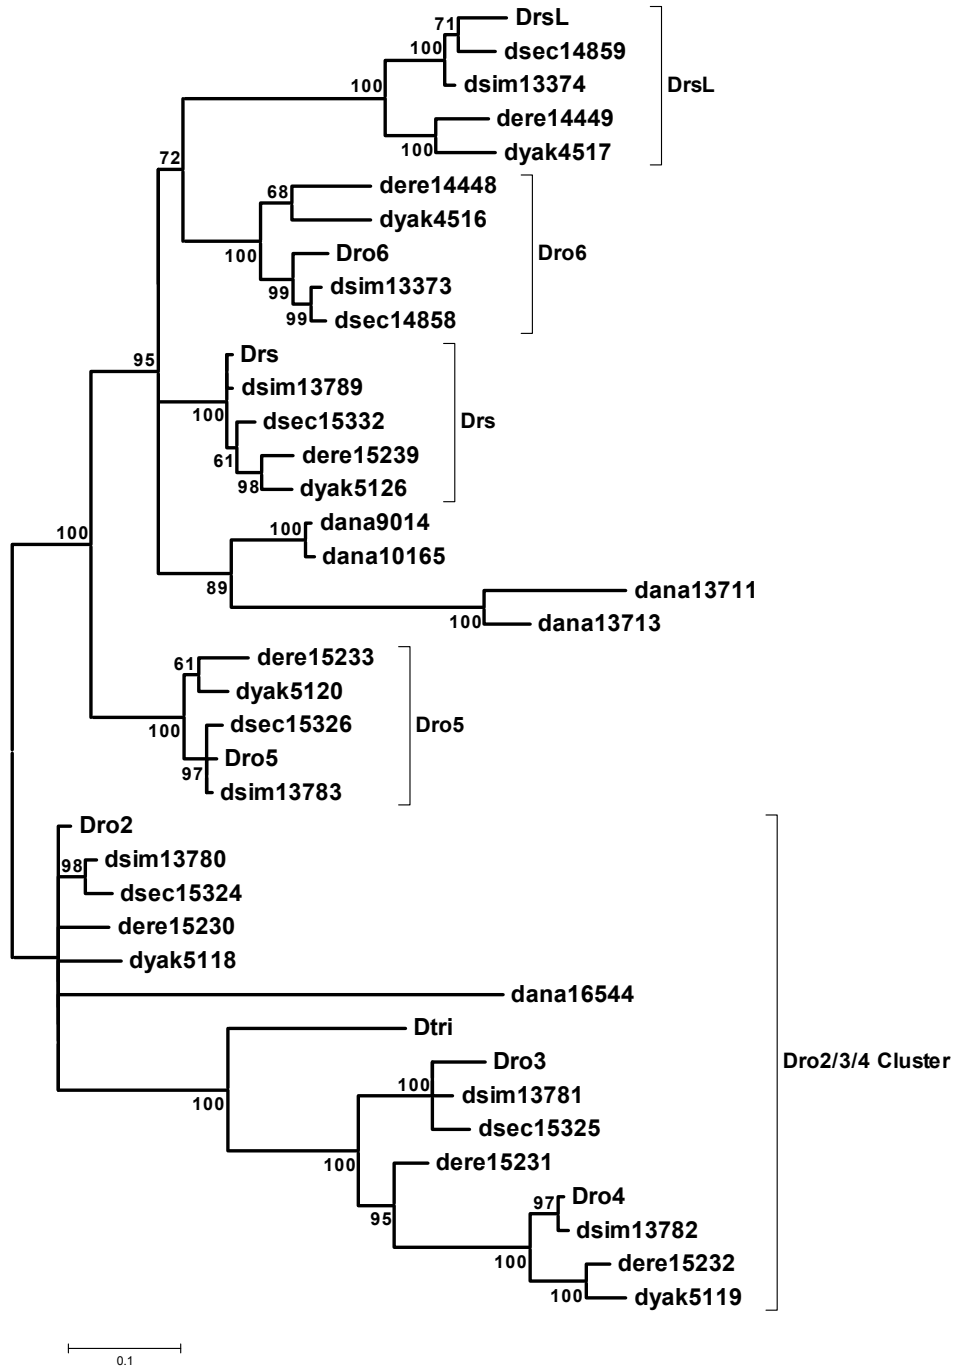 71
DrsL
dsec14859
100
dsim13374
DrsL
100
dere14449
100
dyak4517
72
68
dere14448
dyak4516
100
Dro6
Dro6
99
dsim13373
99
dsec14858
95
Drs
dsim13789
100
dsec15332
Drs
61
dere15239
98
dyak5126
100
100
dana9014
dana10165
89
dana13711
100
dana13713
61
dere15233
dyak5120
100
dsec15326
Dro5
Dro5
97
dsim13783
Dro2
98
dsim13780
dsec15324
dere15230
dyak5118
dana16544
Dtri
100
Dro3
Dro2/3/4 Cluster
100
dsim13781
dsec15325
100
dere15231
95
97
Dro4
dsim13782
100
dere15232
100
dyak5119
0.1